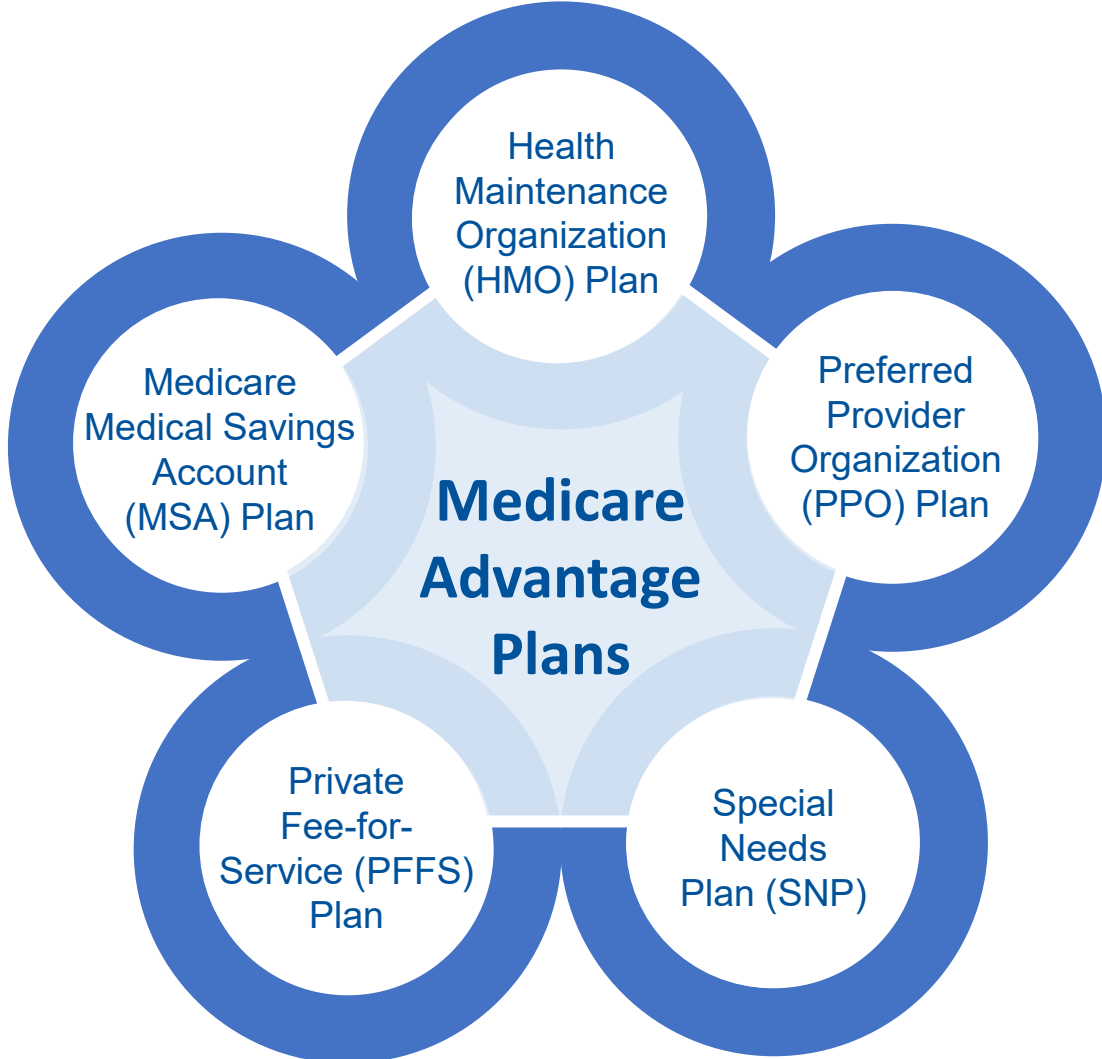 Health
Maintenance
Organization
(HMO) Plan
Preferred
Provider
Organization
(PPO) Plan
Special
Needs
Plan (SNP)
Private
Fee-for-
Service (PFFS)
Plan
Medicare
Medical Savings
Account
(MSA) Plan
Medicare
Advantage
Plans